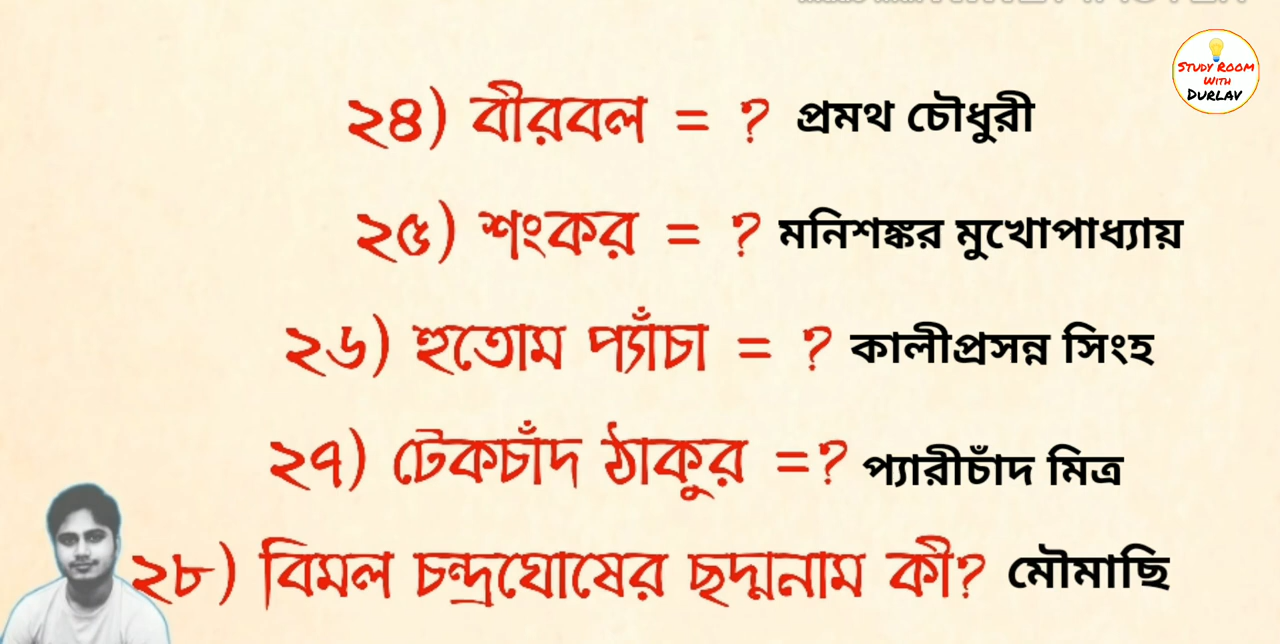 STUDY ROOM
WITH
DURLAV
২৪) বীরবল = ? প্রমথ চৌধুরী
২৫) শংকর = ? মনিশঙ্কর মুখোপাধ্যায়
২৬) হুতোম প্যাঁচা = ? কালীপ্রসন্ন সিংহ
২৭) টেকচাঁদ ঠাকুর =? প্যারীচাঁদ মিত্র
২৮) বিমল চন্দ্রঘোষের ছদ্মনাম কী? মৌমাছি